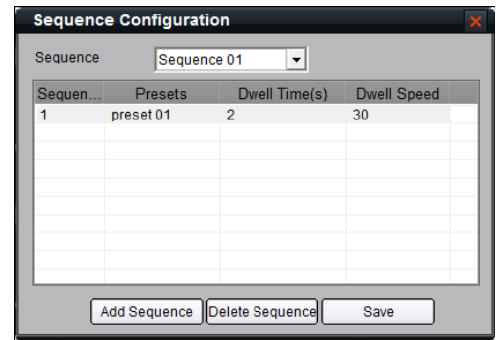 Sequence Configuration
Sequence Sequence 01
Sequen... Presets Dwell Time(s) Dwell Speed
1 preset 01 2 30
Add Sequence Delete Sequence Save